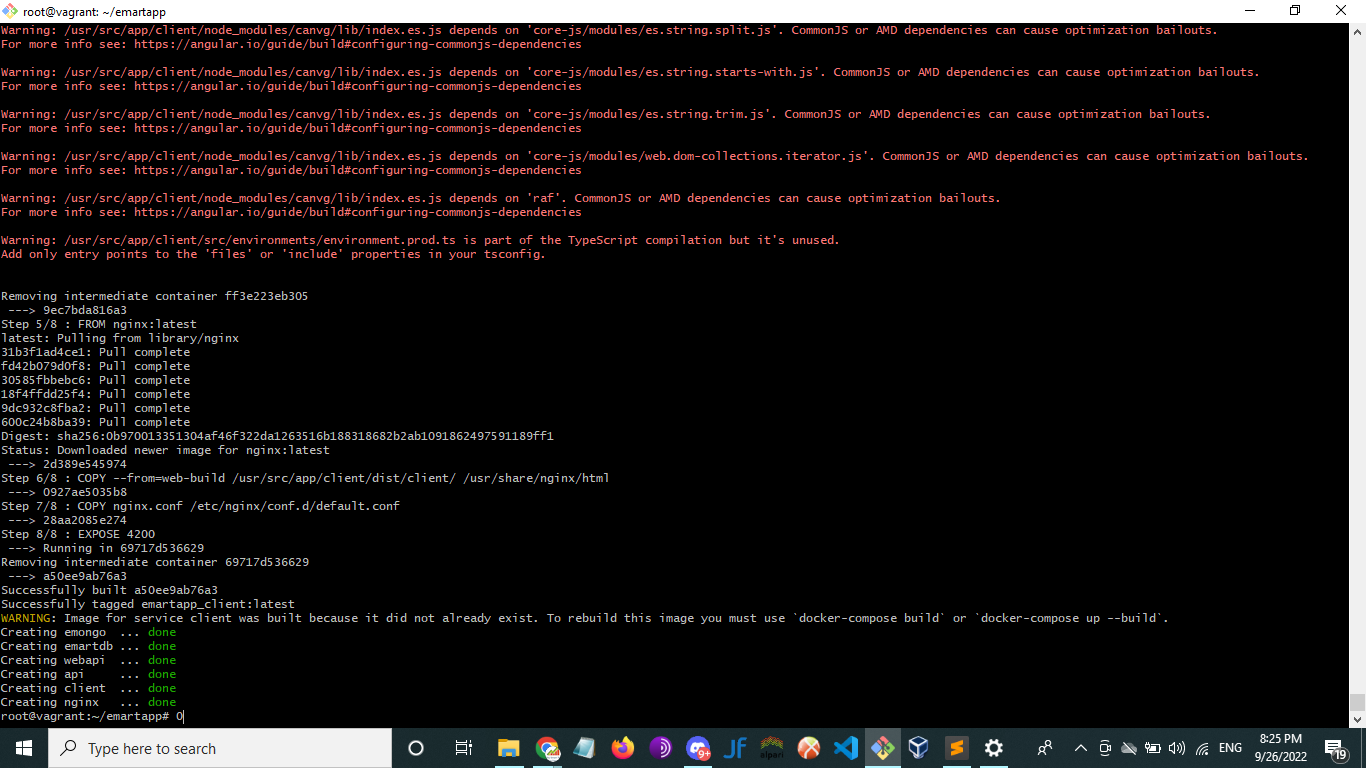 root@vagrant: ~/emartapp
Warning: /usr/src/app/client/node_modules/canvg/lib/index.es.js depends on 'core-js/modules/es.string.split.js'. CommonJS or AMD dependencies can cause optimization bailouts.
For more info see: https://angular.io/guide/build#configuring-commonjs-dependencies
Warning: /usr/src/app/client/node_modules/canvg/lib/index.es.js depends on 'core-js/modules/es.string.starts-with.js'. CommonJS or AMD dependencies can cause optimization bailouts.
For more info see: https://angular.io/guide/build#configuring-commonjs-dependencies
Warning: /usr/src/app/client/node_modules/canvg/lib/index.es.js depends on 'core-js/modules/es.string.trim.js'. CommonJS or AMD dependencies can cause optimization bailouts.
For more info see: https://angular.io/guide/build#configuring-commonjs-dependencies
Warning: /usr/src/app/client/node_modules/canvg/lib/index.es.js depends on 'core-js/modules/web.dom-collections.iterator.js'. CommonJS or AMD dependencies can cause optimization bailouts.
For more info see: https://angular.io/guide/build#configuring-commonjs-dependencies
Warning: /usr/src/app/client/node_modules/canvg/lib/index.es.js depends on 'raf'. CommonJS or AMD dependencies can cause optimization bailouts.
For more info see: https://angular.io/guide/build#configuring-commonjs-dependencies
Warning: /usr/src/app/client/src/environments/environment.prod.ts is part of the TypeScript compilation but it's unused.
Add only entry points to the 'files' or 'include' properties in your tsconfig.
Removing intermediate container ff3e223eb305
---> 9ec7bda816a3
Step 5/8 : FROM nginx:latest
latest: Pulling from library/nginx
31b3f1ad4ce1: Pull complete
fd42b079d0f8: Pull complete
30585fbbebc6: Pull complete
18f4ffdd25f4: Pull complete
9dc932c8fba2: Pull complete
600c24b8ba39: Pull complete
Digest: sha256:0b970013351304af46f322da1263516b188318682b2ab1091862497591189ff1
Status: Downloaded newer image for nginx:latest
---> 2d389e545974
Step 6/8 : COPY --from=web-build /usr/src/app/client/dist/client/ /usr/share/nginx/html
---> 0927ae5035b8
Step 7/8 : COPY nginx.conf /etc/nginx/conf.d/default.conf
---> 28aa2085e274
Step 8/8 : EXPOSE 4200
---> Running in 69717d536629
Removing intermediate container 69717d536629
---> a50ee9ab76a3
Successfully built a50ee9ab76a3
Successfully tagged emartapp_client:latest
WARNING: Image for service client was built because it did not already exist. To rebuild this image you must use `docker-compose build` or `docker-compose up --build`.
Creating emongo ... done
Creating emartdb ... done
Creating webapi ... done
Creating api ... done
Creating client ... done
Creating nginx ... done
root@vagrant:~/emartapp# 0
Type here to search
9+
JF
alpari
ENG
8:25 PM
9/26/2022
19